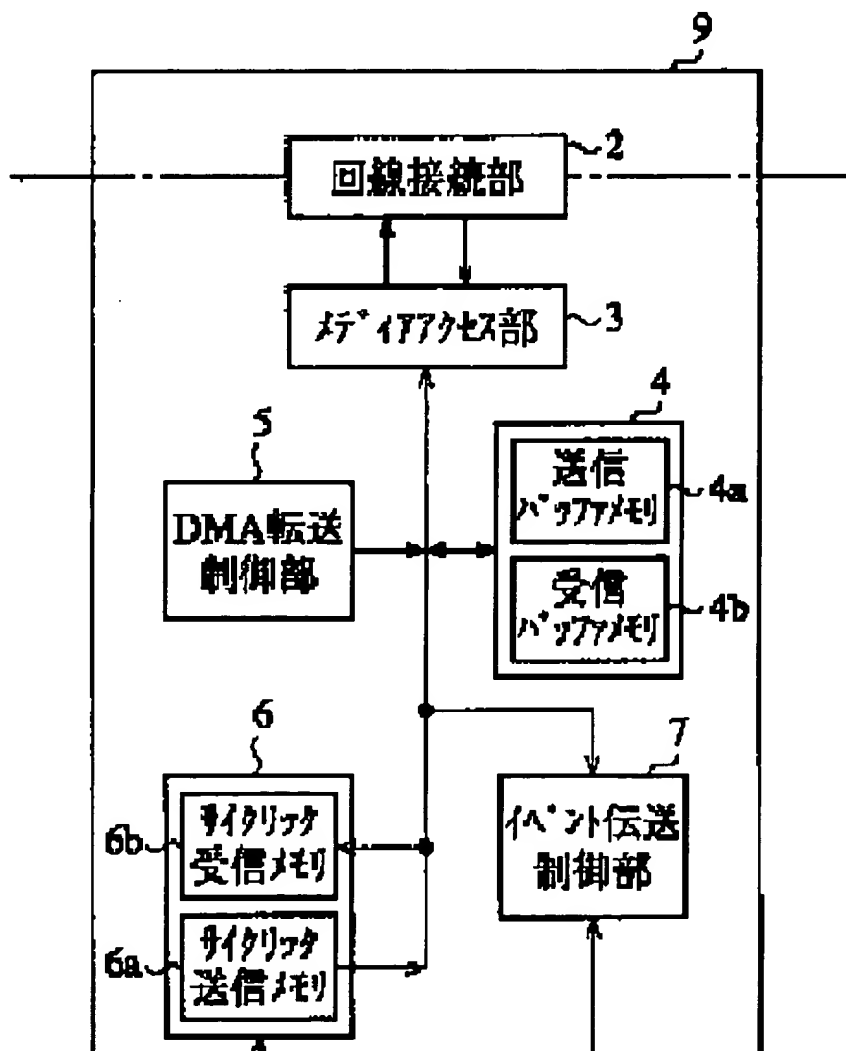 9
回線接続部
2
メディアアクセス部
3
4
送信
バッファメモリ
4a
受信
バッファメモリ
4b
5
DMA転送
制御部
6
サイクリック
受信メモリ
6b
サイクリック
送信メモリ
6a
7
イベント伝送
制御部